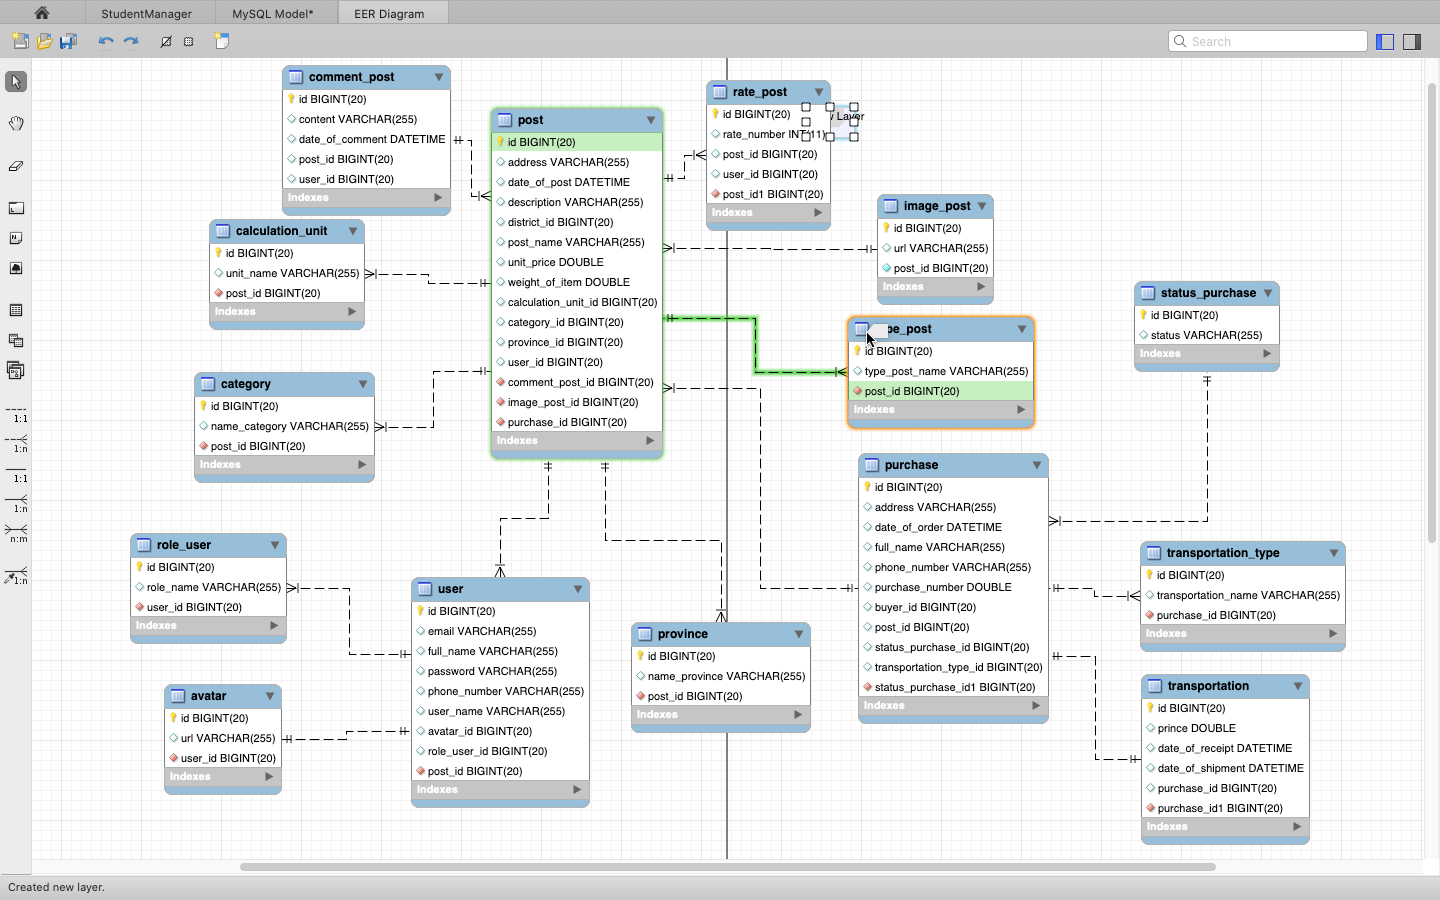 StudentManager
MySQL Model*
EER Diagram
Search
comment_post
id BIGINT(20)
content VARCHAR(255)
date_of_comment DATETIME
post_id BIGINT(20)
user_id BIGINT(20)
Indexes
post
id BIGINT(20)
address VARCHAR(255)
date_of_post DATETIME
description VARCHAR(255)
district_id BIGINT(20)
post_name VARCHAR(255)
unit_price DOUBLE
weight_of_item DOUBLE
calculation_unit_id BIGINT(20)
category_id BIGINT(20)
province_id BIGINT(20)
user_id BIGINT(20)
comment_post_id BIGINT(20)
image_post_id BIGINT(20)
purchase_id BIGINT(20)
Indexes
rate_post
id BIGINT(20)
rate_number INT(11)
post_id BIGINT(20)
user_id BIGINT(20)
post_id1 BIGINT(20)
Indexes
Layer
image_post
id BIGINT(20)
url VARCHAR(255)
post_id BIGINT(20)
Indexes
calculation_unit
id BIGINT(20)
unit_name VARCHAR(255)
post_id BIGINT(20)
Indexes
status_purchase
id BIGINT(20)
status VARCHAR(255)
Indexes
pe_post
id BIGINT(20)
type_post_name VARCHAR(255)
post_id BIGINT(20)
Indexes
category
id BIGINT(20)
name_category VARCHAR(255)
post_id BIGINT(20)
Indexes
purchase
id BIGINT(20)
address VARCHAR(255)
date_of_order DATETIME
full_name VARCHAR(255)
phone_number VARCHAR(255)
purchase_number DOUBLE
buyer_id BIGINT(20)
post_id BIGINT(20)
status_purchase_id BIGINT(20)
transportation_type_id BIGINT(20)
status_purchase_id1 BIGINT(20)
Indexes
role_user
id BIGINT(20)
role_name VARCHAR(255)
user_id BIGINT(20)
Indexes
transportation_type
id BIGINT(20)
transportation_name VARCHAR(255)
purchase_id BIGINT(20)
Indexes
user
id BIGINT(20)
email VARCHAR(255)
full_name VARCHAR(255)
password VARCHAR(255)
phone_number VARCHAR(255)
user_name VARCHAR(255)
avatar_id BIGINT(20)
role_user_id BIGINT(20)
post_id BIGINT(20)
Indexes
province
id BIGINT(20)
name_province VARCHAR(255)
post_id BIGINT(20)
Indexes
avatar
id BIGINT(20)
url VARCHAR(255)
user_id BIGINT(20)
Indexes
transportation
id BIGINT(20)
prince DOUBLE
date_of_receipt DATETIME
date_of_shipment DATETIME
purchase_id BIGINT(20)
purchase_id1 BIGINT(20)
Indexes
1:1
1:n
1:1
1:n
n:m
1:n
Created new layer.